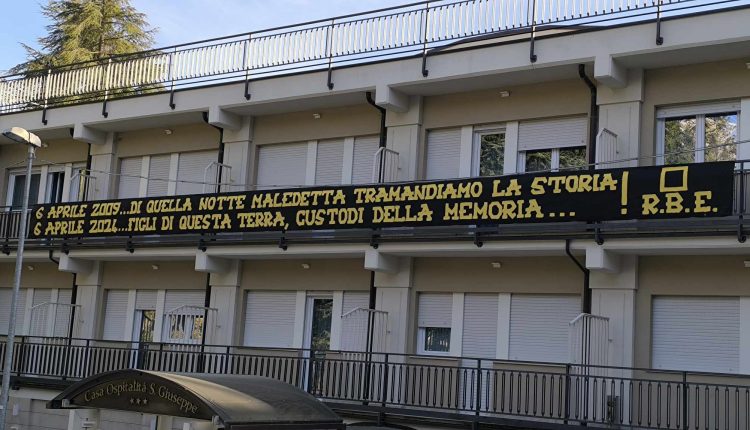 6 APRILE 2009...DI QUELLA NOTTE MALEDETTA TRAMANDIAMO LA STORIA
6 APRILE 2024...FIGLI DI QUESTA TERRA, CUSTODI DELLA MEMORIA... !
R.B.E.
Casa Ospitalità S. Giuseppe